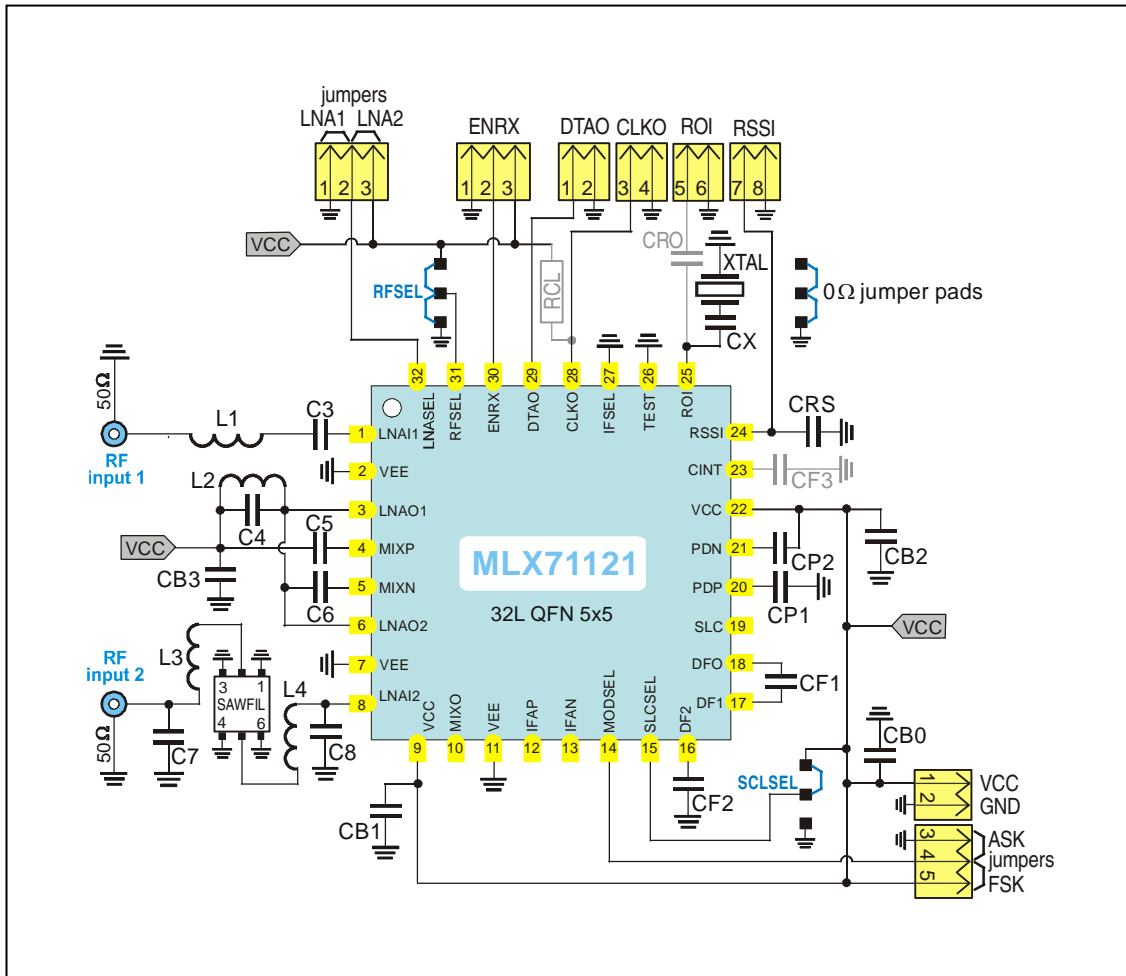 jumpers
LNA1 LNA2
ENRX
DTAO
CLKO
ROI
RSSI
1 2 3
1 2 3
1 2
3 4
5 6
7 8
VCC
RFSEL
RCL
CRO
XTAL
CX
0Ω jumper pads
32 31 30 29 28 27 26 25
LNASEL
RFSEL
ENRX
DTAO
CLKO
IFSEL
TEST
ROI
50Ω
RF
input 1
L1
C3
1 LNAI1
2 VEE
L2
C4
3 LNAO1
VCC
C5
4 MIXP
CB3
C6
5 MIXN
6 LNAO2
7 VEE
8 LNAI2
RF
input 2
50Ω
L3
C7
3 1
SAWFIL
4 6
L4
C8
MLX71121
32L QFN 5x5
RSSI 24
CRS
CINT 23
CF3
VCC 22
CB2
PDN 21
CP2
PDP 20
CP1
SLC 19
VCC
DFO 18
CF1
DF1 17
VCC
MIXO
VEE
IFAP
IFAN
MODSEL
SLCSEL
DF2
9 10 11 12 13 14 15 16
CB1
CF2
SCLSEL
CB0
1 VCC
2 GND
3 ASK
4 jumpers
5 FSK